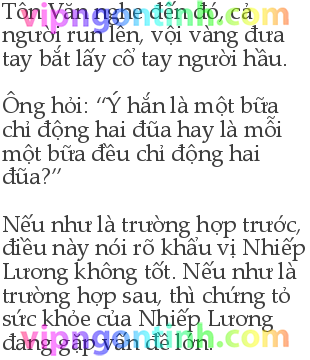 vipngontinh.com
Tôn Văn nghe đến đó, cả
người run lên, vội vàng đưa
tay bắt lấy cổ tay người hầu.
Ông hỏi: “Ý hắn là một bữa
chỉ động hai đũa hay là mỗi
một bữa đều chỉ động hai
đũa?”
Nếu như là trường hợp trước,
điều này nói rõ khẩu vị Nhiếp
Lương không tốt. Nếu như là
trường hợp sau, thì chứng tỏ
sức khỏe của Nhiếp Lương
đang gặp vấn đề lớn.
vipngontinh.com